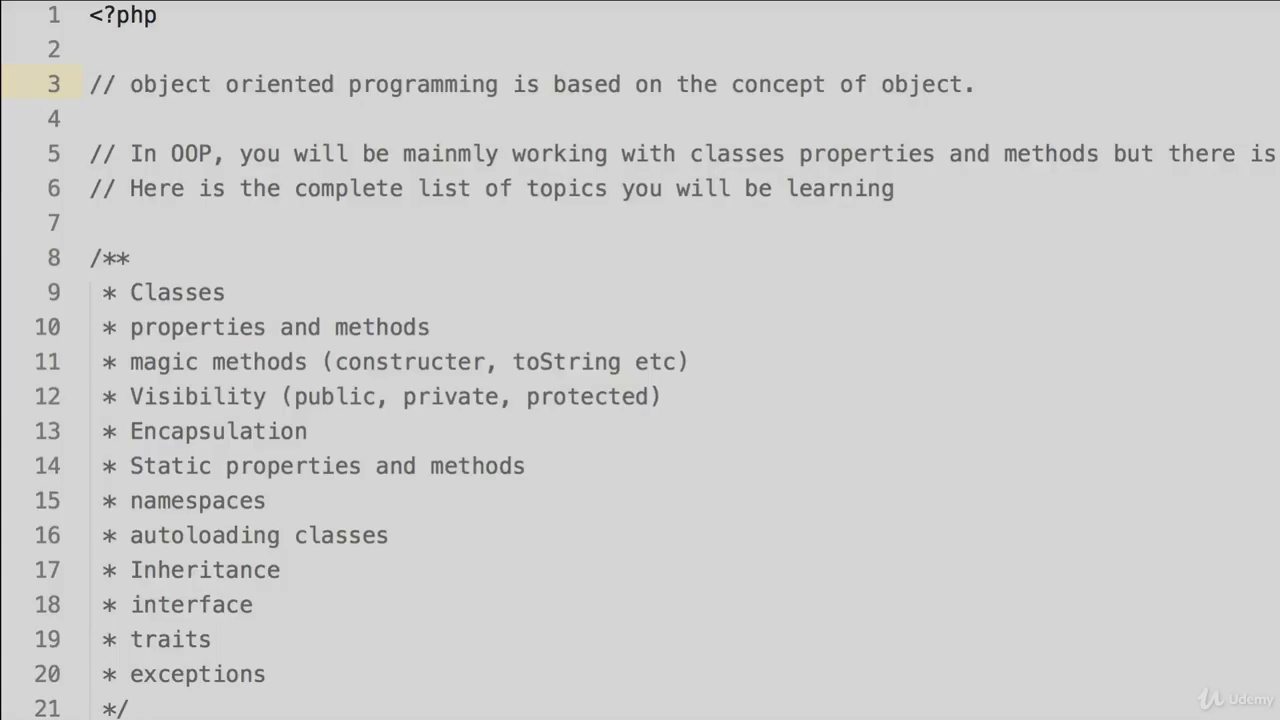 1 <?php
2
3 // object oriented programming is based on the concept of object.
4
5 // In OOP, you will be mainmly working with classes properties and methods but there is
6 // Here is the complete list of topics you will be learning
7
8 /**
9 * Classes
10 * properties and methods
11 * magic methods (constructer, toString etc)
12 * Visibility (public, private, protected)
13 * Encapsulation
14 * Static properties and methods
15 * namespaces
16 * autoloading classes
17 * Inheritance
18 * interface
19 * traits
20 * exceptions
21 */
Udemy